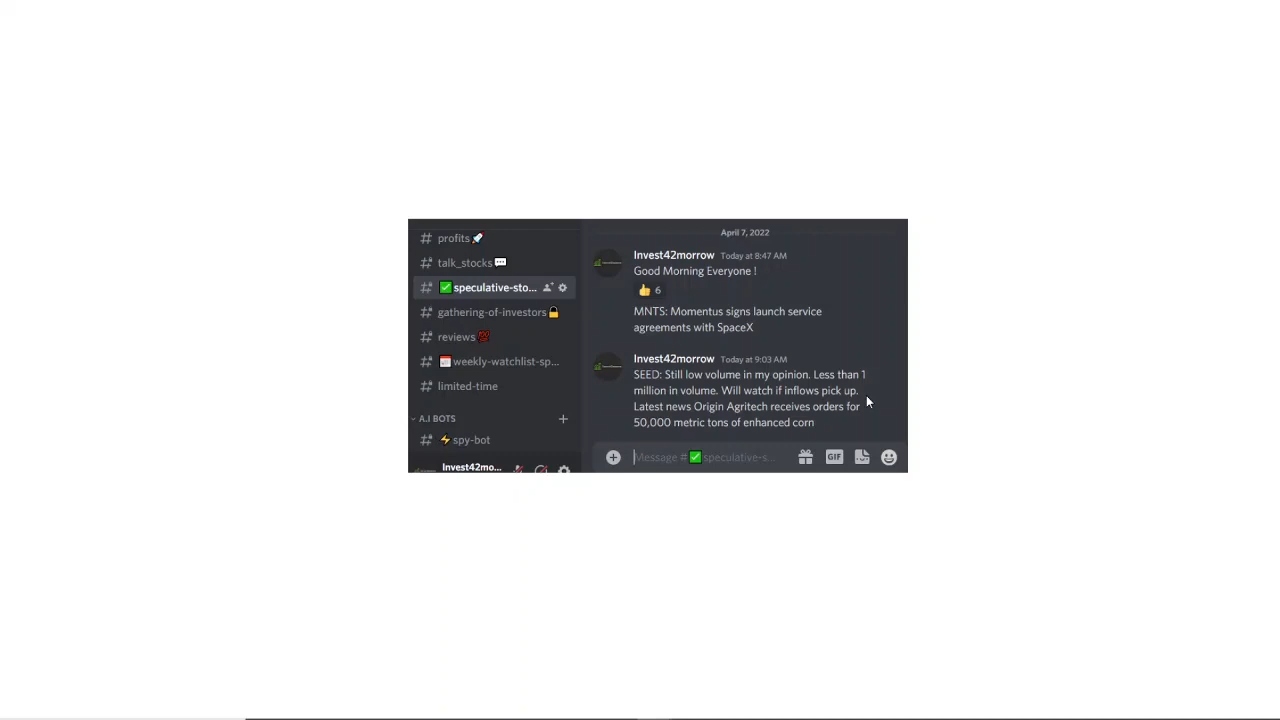 profits🚀
talk_stocks💬
✅speculative-sto...
gathering-of-investors🔒
reviews💯
📅weekly-watchlist-sp...
limited-time
A.I BOTS
⚡spy-bot
Invest42mo...
April 7, 2022
Invest42morrow Today at 8:47 AM
Good Morning Everyone !
👍 6
MNTS: Momentus signs launch service
agreements with SpaceX
Invest42morrow Today at 9:03 AM
SEED: Still low volume in my opinion. Less than 1
million in volume. Will watch if inflows pick up.
Latest news Origin Agritech receives orders for
50,000 metric tons of enhanced corn
Message #✅speculative-s...
GIF